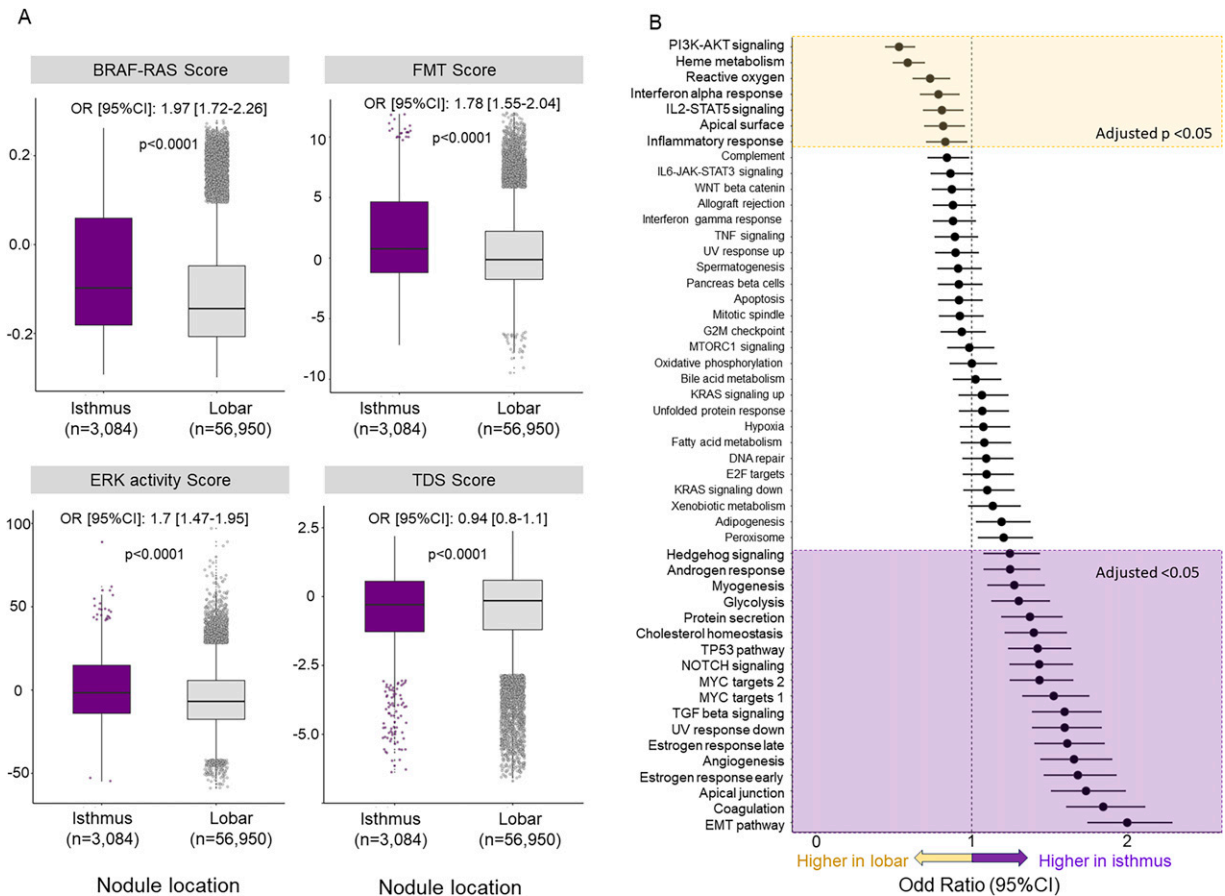 A
BRAF-RAS Score
OR [95%CI]: 1.97 [1.72-2.26]
p<0.0001
0.2
0.0
-0.2
Isthmus
(n=3,084)
Lobar
(n=56,950)
FMT Score
OR [95%CI]: 1.78 [1.55-2.04]
p<0.0001
10
5
0
-5
-10
Isthmus
(n=3,084)
Lobar
(n=56,950)
ERK activity Score
OR [95%CI]: 1.7 [1.47-1.95]
p<0.0001
100
50
0
-50
Isthmus
(n=3,084)
Lobar
(n=56,950)
Nodule location
TDS Score
OR [95%CI]: 0.94 [0.8-1.1]
p<0.0001
2.5
0
-2.5
-5.0
Isthmus
(n=3,084)
Lobar
(n=56,950)
Nodule location
B
PI3K-AKT signaling
Heme metabolism
Reactive oxygen
Interferon alpha response
IL2-STAT5 signaling
Apical surface
Inflammatory response
Adjusted p <0.05
Complement
IL6-JAK-STAT3 signaling
WNT beta catenin
Allograft rejection
Interferon gamma response
TNF signaling
UV response up
Spermatogenesis
Pancreas beta cells
Apoptosis
Mitotic spindle
G2M checkpoint
MTORC1 signaling
Oxidative phosphorylation
Bile acid metabolism
KRAS signaling up
Unfolded protein response
Hypoxia
Fatty acid metabolism
DNA repair
E2F targets
KRAS signaling down
Xenobiotic metabolism
Adipogenesis
Peroxisome
Hedgehog signaling
Androgen response
Adjusted <0.05
Myogenesis
Glycolysis
Protein secretion
Cholesterol homeostasis
TP53 pathway
NOTCH signaling
MYC targets 2
MYC targets 1
TGF beta signaling
UV response down
Estrogen response late
Angiogenesis
Estrogen response early
Apical junction
Coagulation
EMT pathway
0
1
2
Higher in lobar
Higher in isthmus
Odd Ratio (95%CI)